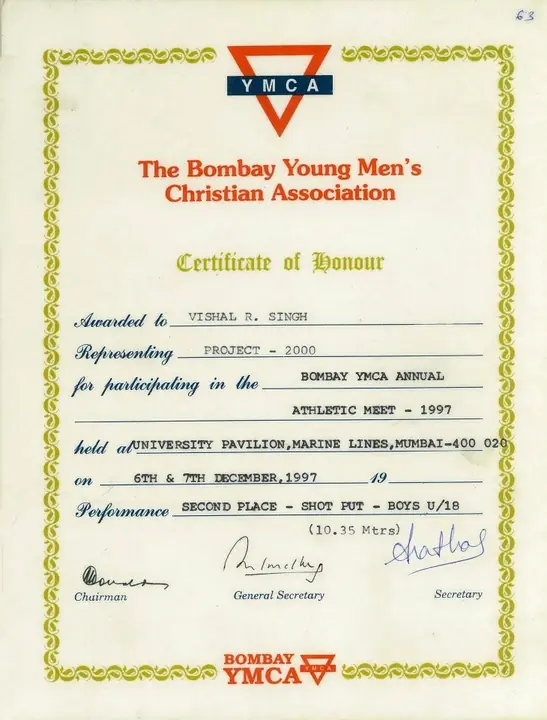 63
YMCA
The Bombay Young Men's
Christian Association
Certificate of Honour
Awarded to VISHAL R. SINGH
Representing PROJECT - 2000
for participating in the BOMBAY YMCA ANNUAL
ATHLETIC MEET - 1997
held at UNIVERSITY PAVILION,MARINE LINES,MUMBAI-400 020
on 6TH & 7TH DECEMBER,1997 19
Performance SECOND PLACE - SHOT PUT - BOYS U/18
(10.35 Mtrs)
Chairman General Secretary Secretary
BOMBAY
YMCA YMCA